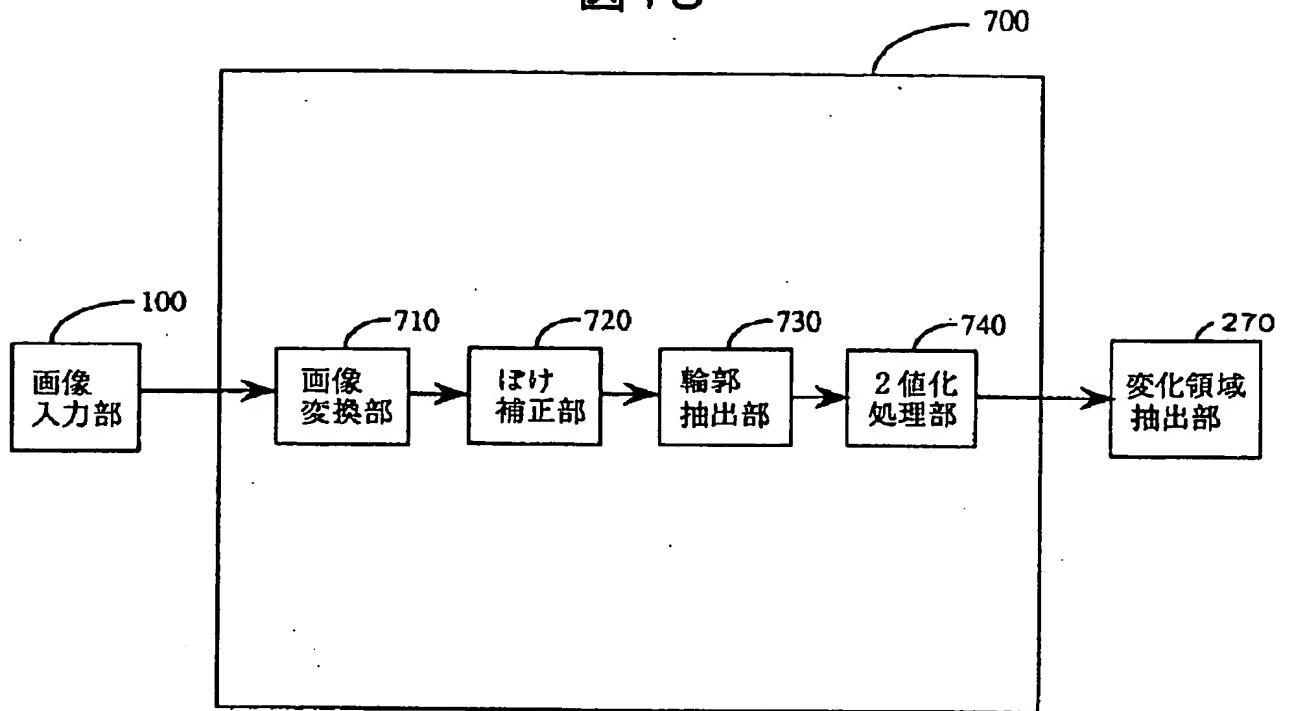 700
100
画像
入力部
710
画像
変換部
720
ぼけ
補正部
730
輪郭
抽出部
740
2値化
処理部
270
変化領域
抽出部